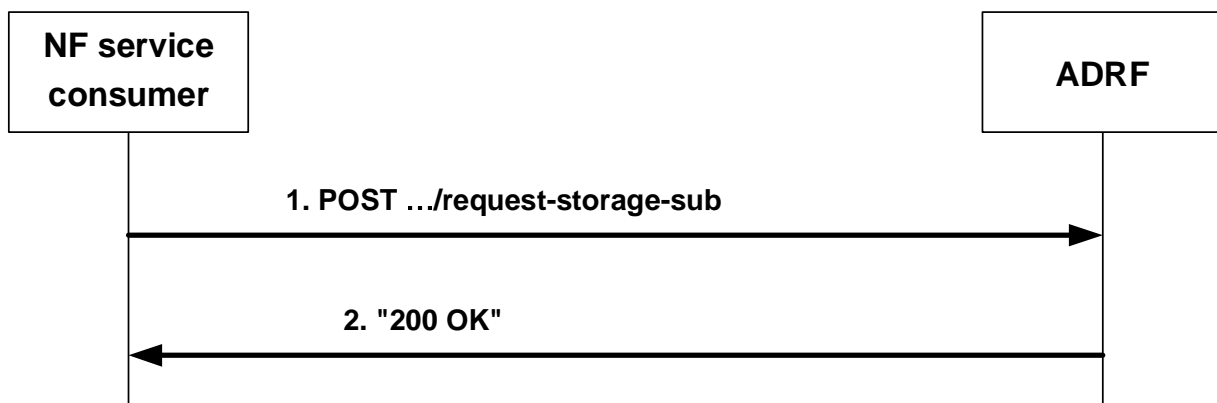 NF service
consumer
ADRF
1. POST …/request-storage-sub
2. "200 OK"